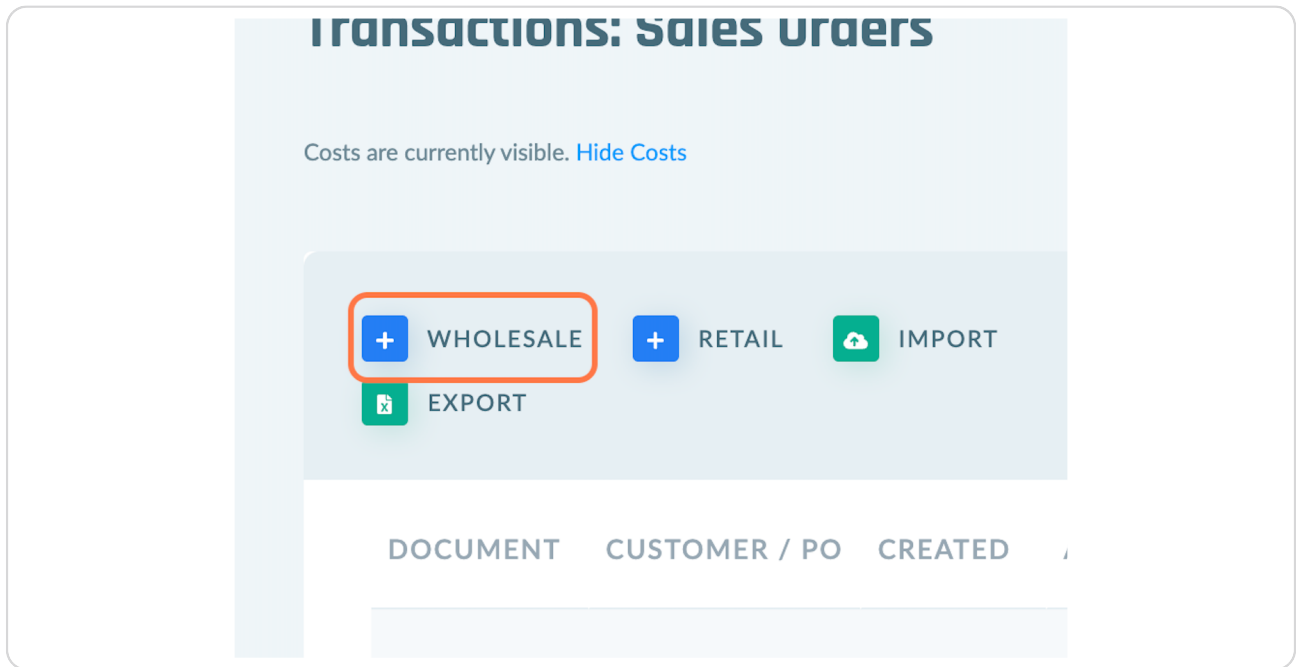 Transactions: Sales Orders
Costs are currently visible. Hide Costs
WHOLESALE RETAIL IMPORT
EXPORT
DOCUMENT CUSTOMER / PO CREATED